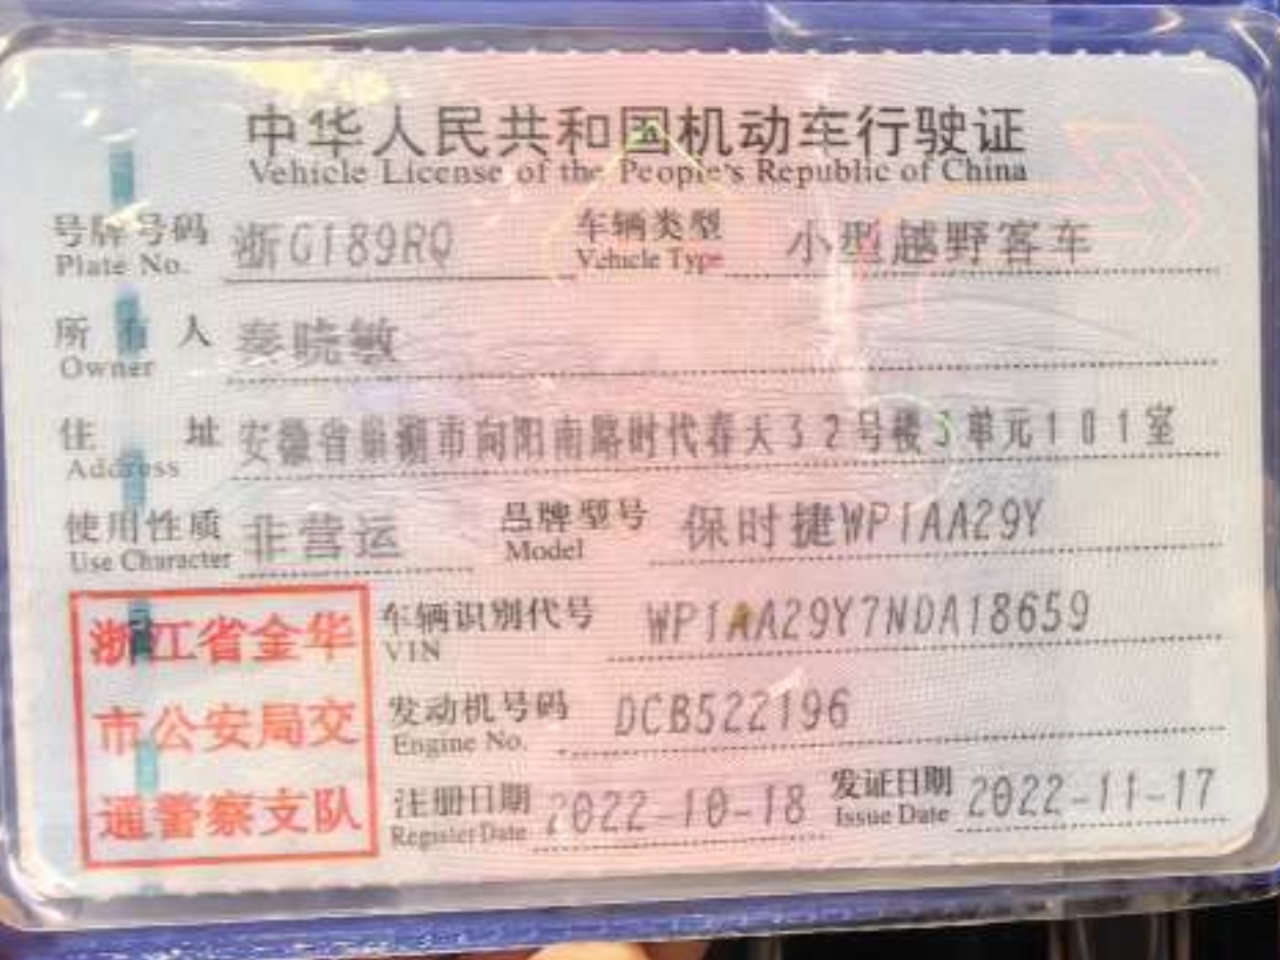 中华人民共和国机动车行驶证
Vehicle License of the People's Republic of China
号牌号码 浙G189RQ 车辆类型 小型越野客车
Plate No. Vehicle Type
所有人 秦晓敏
Owner
住址 安徽省巢湖市向阳南路时代春天32号楼3单元101室
Address
使用性质 非营运 品牌型号 保时捷WP1AA29Y
Use Character Model
浙江省金华
市公安局交
通警察支队
车辆识别代号 WP1AA29Y7NDA18659
VIN
发动机号码 DCB522196
Engine No.
注册日期 2022-10-18 发证日期 2022-11-17
Register Date Issue Date